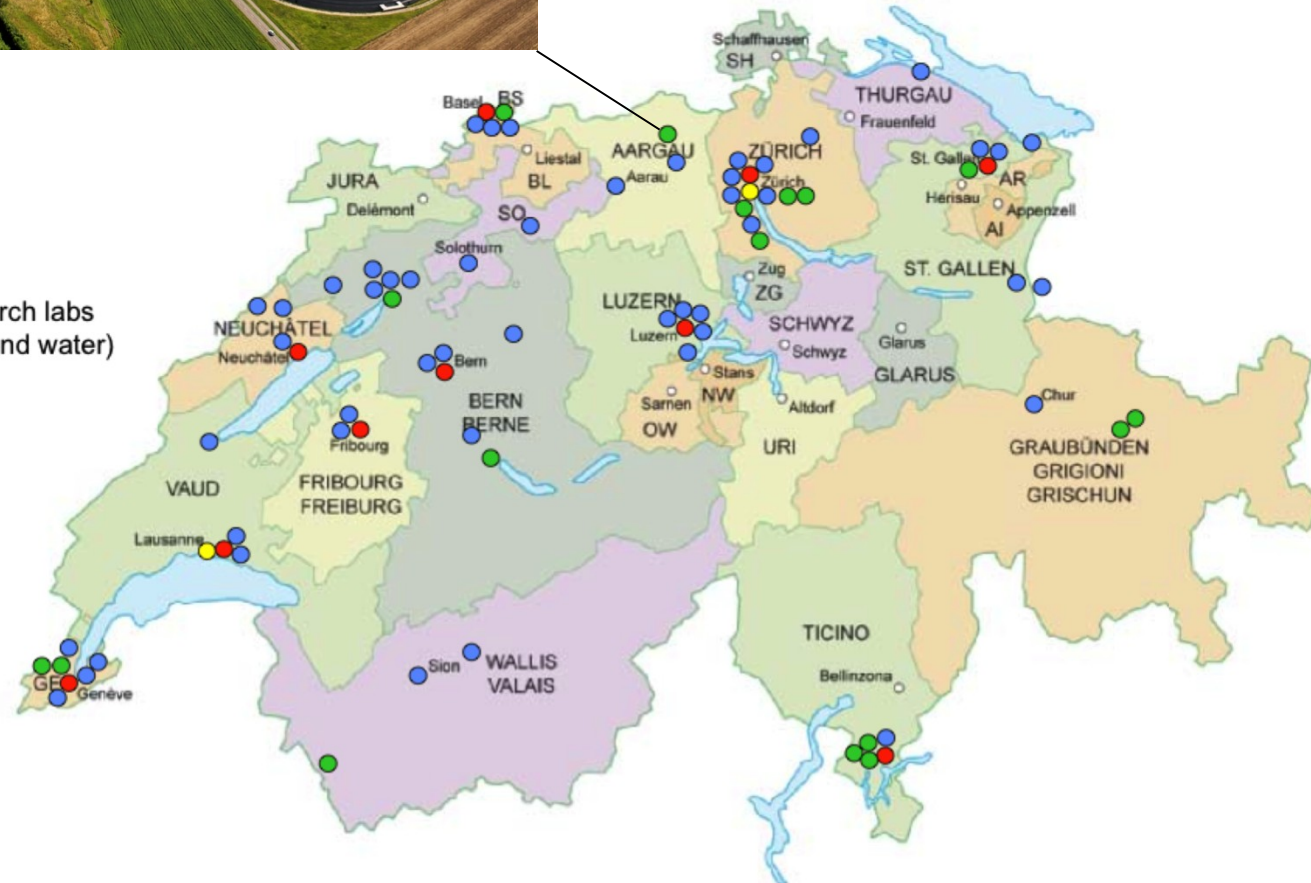 Schaffhausen
SH
Basel BS
THURGAU
Frauenfeld
AARGAU
Aarau
ZÜRICH
Zürich
Liestal
BL
St. Gallen
AR
Herisau
Appenzell
AI
JURA
Delémont
SO
Solothurn
rch labs
nd water)
Zug
ZG
ST. GALLEN
LUZERN
Luzern
SCHWYZ
Schwyz
Glarus
GLARUS
NEUCHÂTEL
Neuchâtel
Bern
BERN
BERNE
Stans
NW
Sarnen
OW
Altdorf
URI
Chur
GRAUBÜNDEN
GRIGIONI
GRISCHUN
Fribourg
FRIBOURG
FREIBURG
VAUD
Lausanne
TICINO
Bellinzona
Sion
WALLIS
VALAIS
GE
Genève